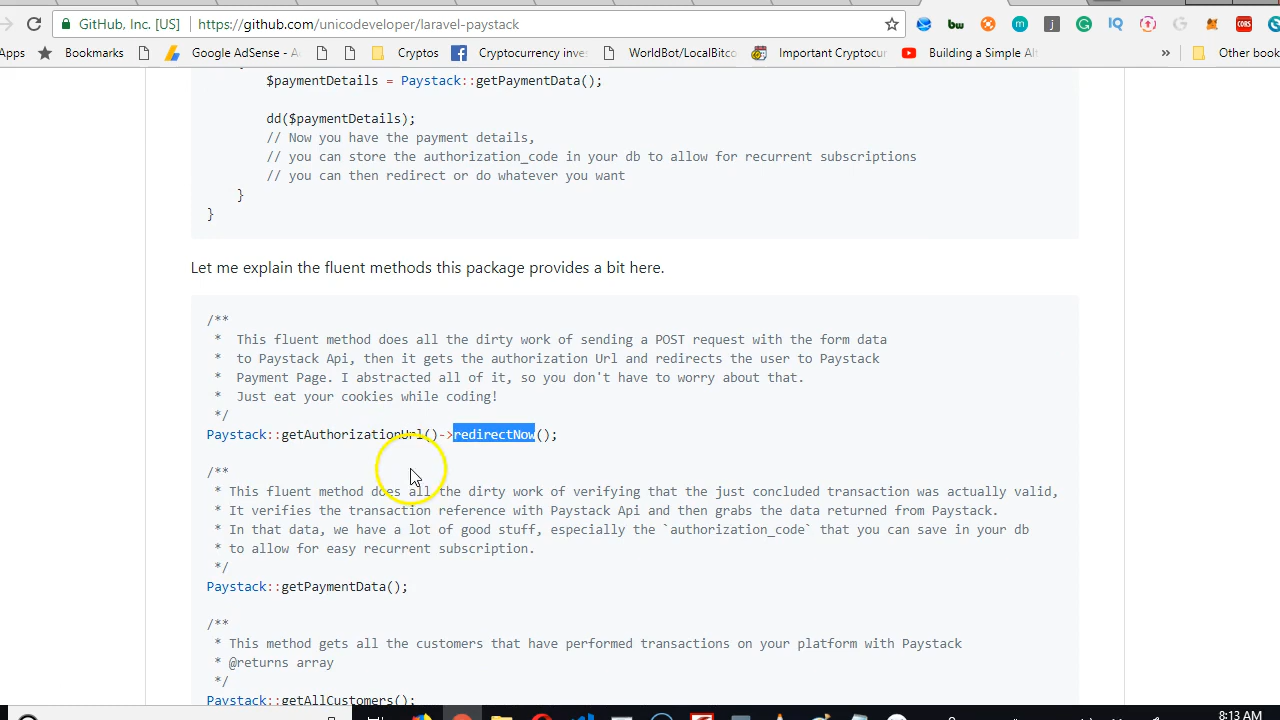 GitHub, Inc. [US] https://github.com/unicodeveloper/laravel-paystack
Apps Bookmarks Google AdSense - A Cryptos Cryptocurrency inve WorldBot/LocalBitco Important Cryptocur Building a Simple Al » Other book
$paymentDetails = Paystack::getPaymentData();
dd($paymentDetails);
// Now you have the payment details,
// you can store the authorization_code in your db to allow for recurrent subscriptions
// you can then redirect or do whatever you want
}
}
Let me explain the fluent methods this package provides a bit here.
/**
* This fluent method does all the dirty work of sending a POST request with the form data
* to Paystack Api, then it gets the authorization Url and redirects the user to Paystack
* Payment Page. I abstracted all of it, so you don't have to worry about that.
* Just eat your cookies while coding!
*/
Paystack::getAuthorizationUrl()->redirectNow();
/**
* This fluent method does all the dirty work of verifying that the just concluded transaction was actually valid,
* It verifies the transaction reference with Paystack Api and then grabs the data returned from Paystack.
* In that data, we have a lot of good stuff, especially the `authorization_code` that you can save in your db
* to allow for easy recurrent subscription.
*/
Paystack::getPaymentData();
/**
* This method gets all the customers that have performed transactions on your platform with Paystack
* @returns array
*/
Paystack::getAllCustomers();
8:13 AM